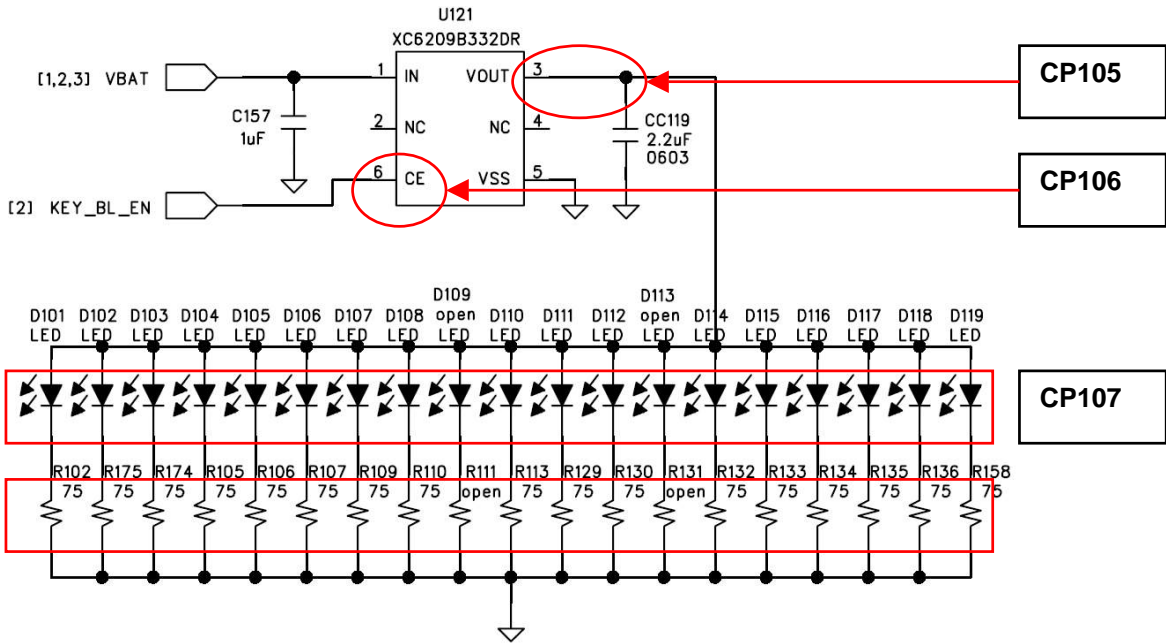 U121
XC6209B332DR
[1,2,3] VBAT
1 IN VOUT 3
CP105
C157
1uF
2 NC NC 4
CC119
2.2uF
0603
6 CE VSS 5
CP106
[2] KEY_BL_EN
D101 D102 D103 D104 D105 D106 D107 D108 D109 D110 D111 D112 D113 D114 D115 D116 D117 D118 D119
open open
LED LED LED LED LED LED LED LED LED LED LED LED LED LED LED LED LED LED LED
CP107
R102 R175 R174 R105 R106 R107 R109 R110 R111 R113 R129 R130 R131 R132 R133 R134 R135 R136 R158
75 75 75 75 75 75 75 75 open 75 75 75 open 75 75 75 75 75 75